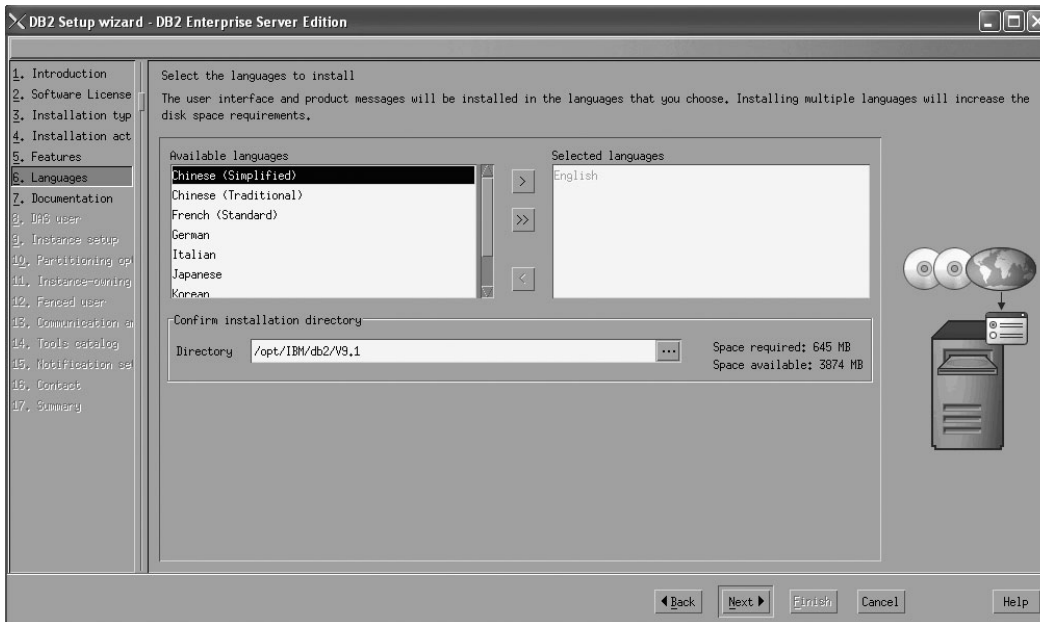 DB2 Setup wizard - DB2 Enterprise Server Edition
1. Introduction
2. Software License
3. Installation typ
4. Installation act
5. Features
6. Languages
7. Documentation
8. DAS user
9. Instance setup
10. Partitioning op
11. Instance-owning
12. Fenced user
13. Communication an
14. Tools catalog
15. Notification se
16. Contact
17. Summary
Select the languages to install
The user interface and product messages will be installed in the languages that you choose. Installing multiple languages will increase the
disk space requirements.
Available languages
Chinese (Simplified)
Chinese (Traditional)
French (Standard)
German
Italian
Japanese
Korean
>
>>
<
Selected languages
English
Confirm installation directory
Directory /opt/IBM/db2/V9.1 ...
Space required: 645 MB
Space available: 3874 MB
Back Next Finish Cancel Help